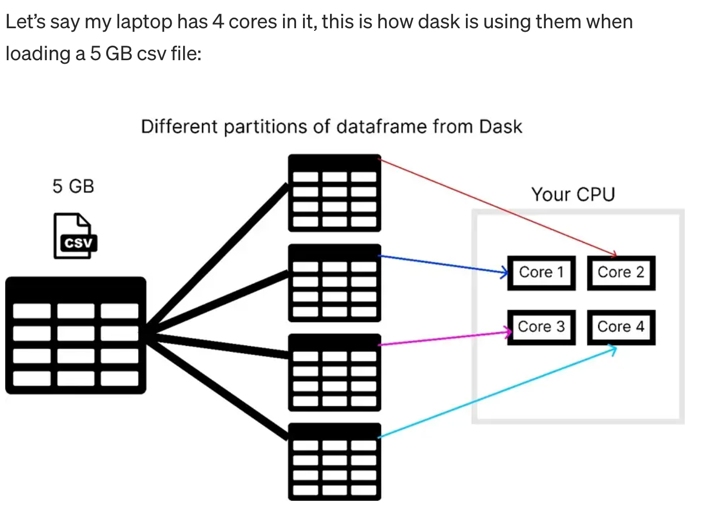 Let's say my laptop has 4 cores in it, this is how dask is using them when
loading a 5 GB csv file:
Different partitions of dataframe from Dask
5 GB
CSV
Your CPU
Core 1
Core 2
Core 3
Core 4